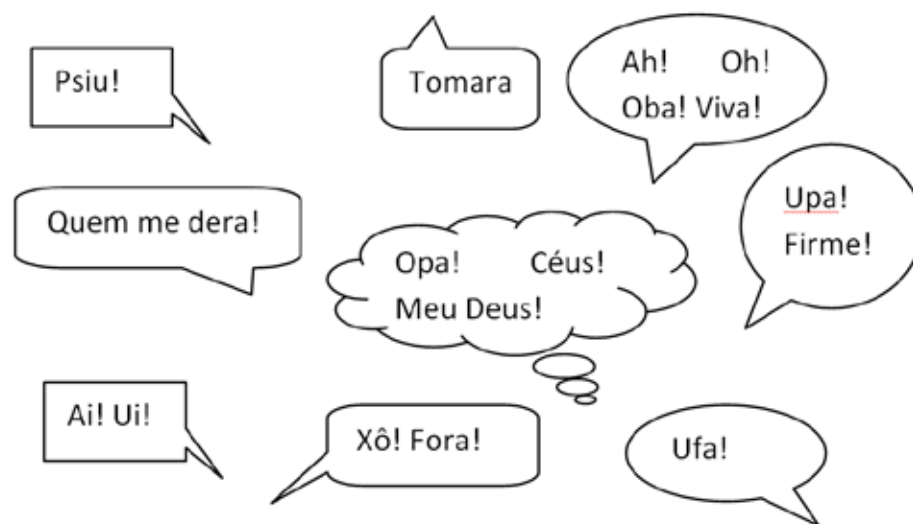 Psiu!
Tomara
Ah! Oh!
Oba! Viva!
Quem me dera!
Upa!
Firme!
Opa! Céus!
Meu Deus!
Ai! Ui!
Xô! Fora!
Ufa!